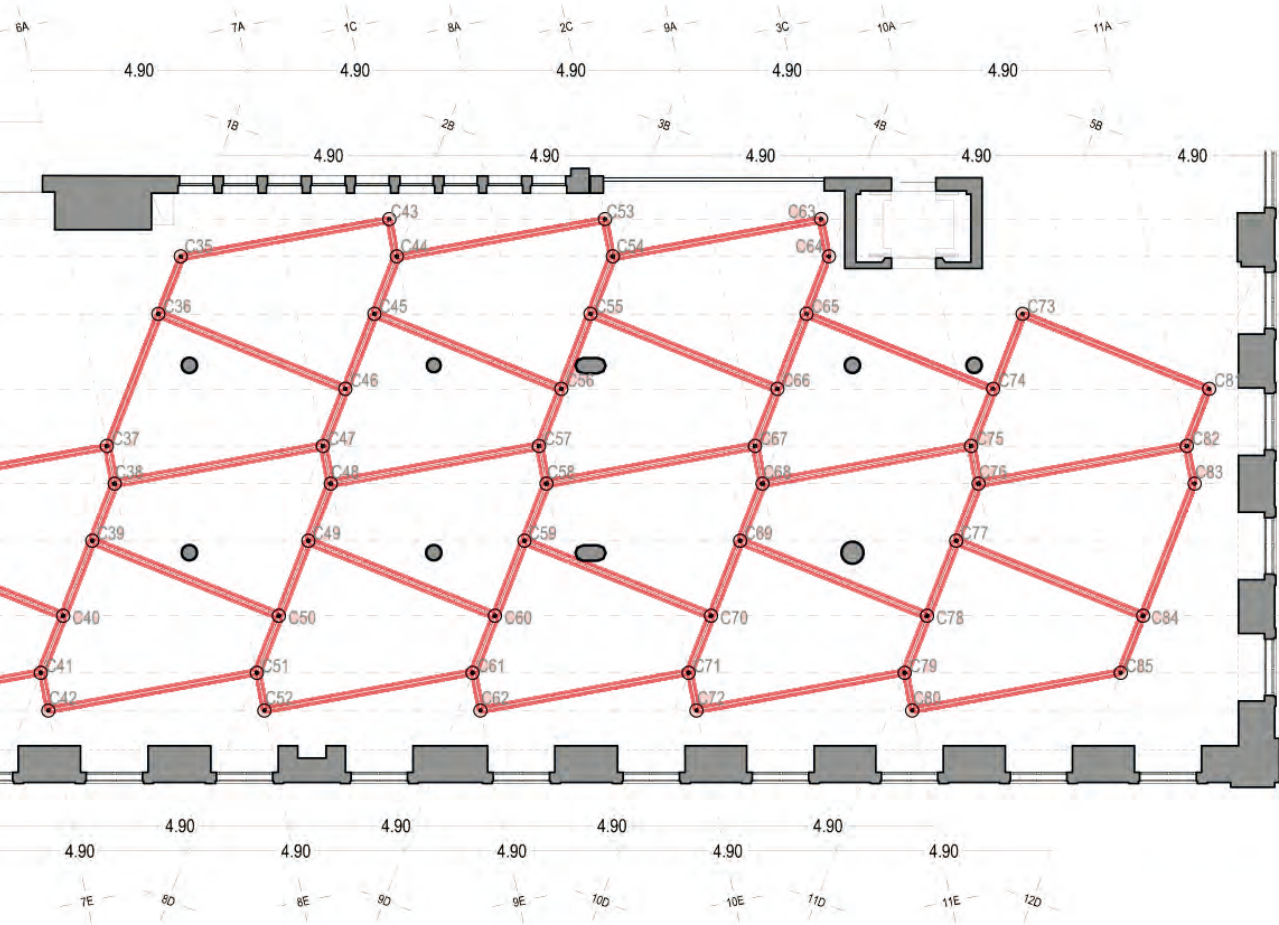 6A 7A 1C 8A 2C 9A 3C 10A 11A
4.90 4.90 4.90 4.90 4.90
1B 2B 3B 4B 5B
4.90 4.90 4.90 4.90 4.90
C43 C53 C63
C35 C44 C54 C64
C36 C45 C55 C65 C73
C46 C56 C66 C74 C81
C37 C47 C57 C67 C75 C82
C38 C48 C58 C68 C76 C83
C39 C49 C59 C69 C77
C40 C50 C60 C70 C78 C84
C41 C51 C61 C71 C79 C85
C42 C52 C62 C72 C80
4.90 4.90 4.90 4.90
4.90 4.90 4.90 4.90 4.90
7E 8D 8E 9D 9E 10D 10E 11D 11E 12D